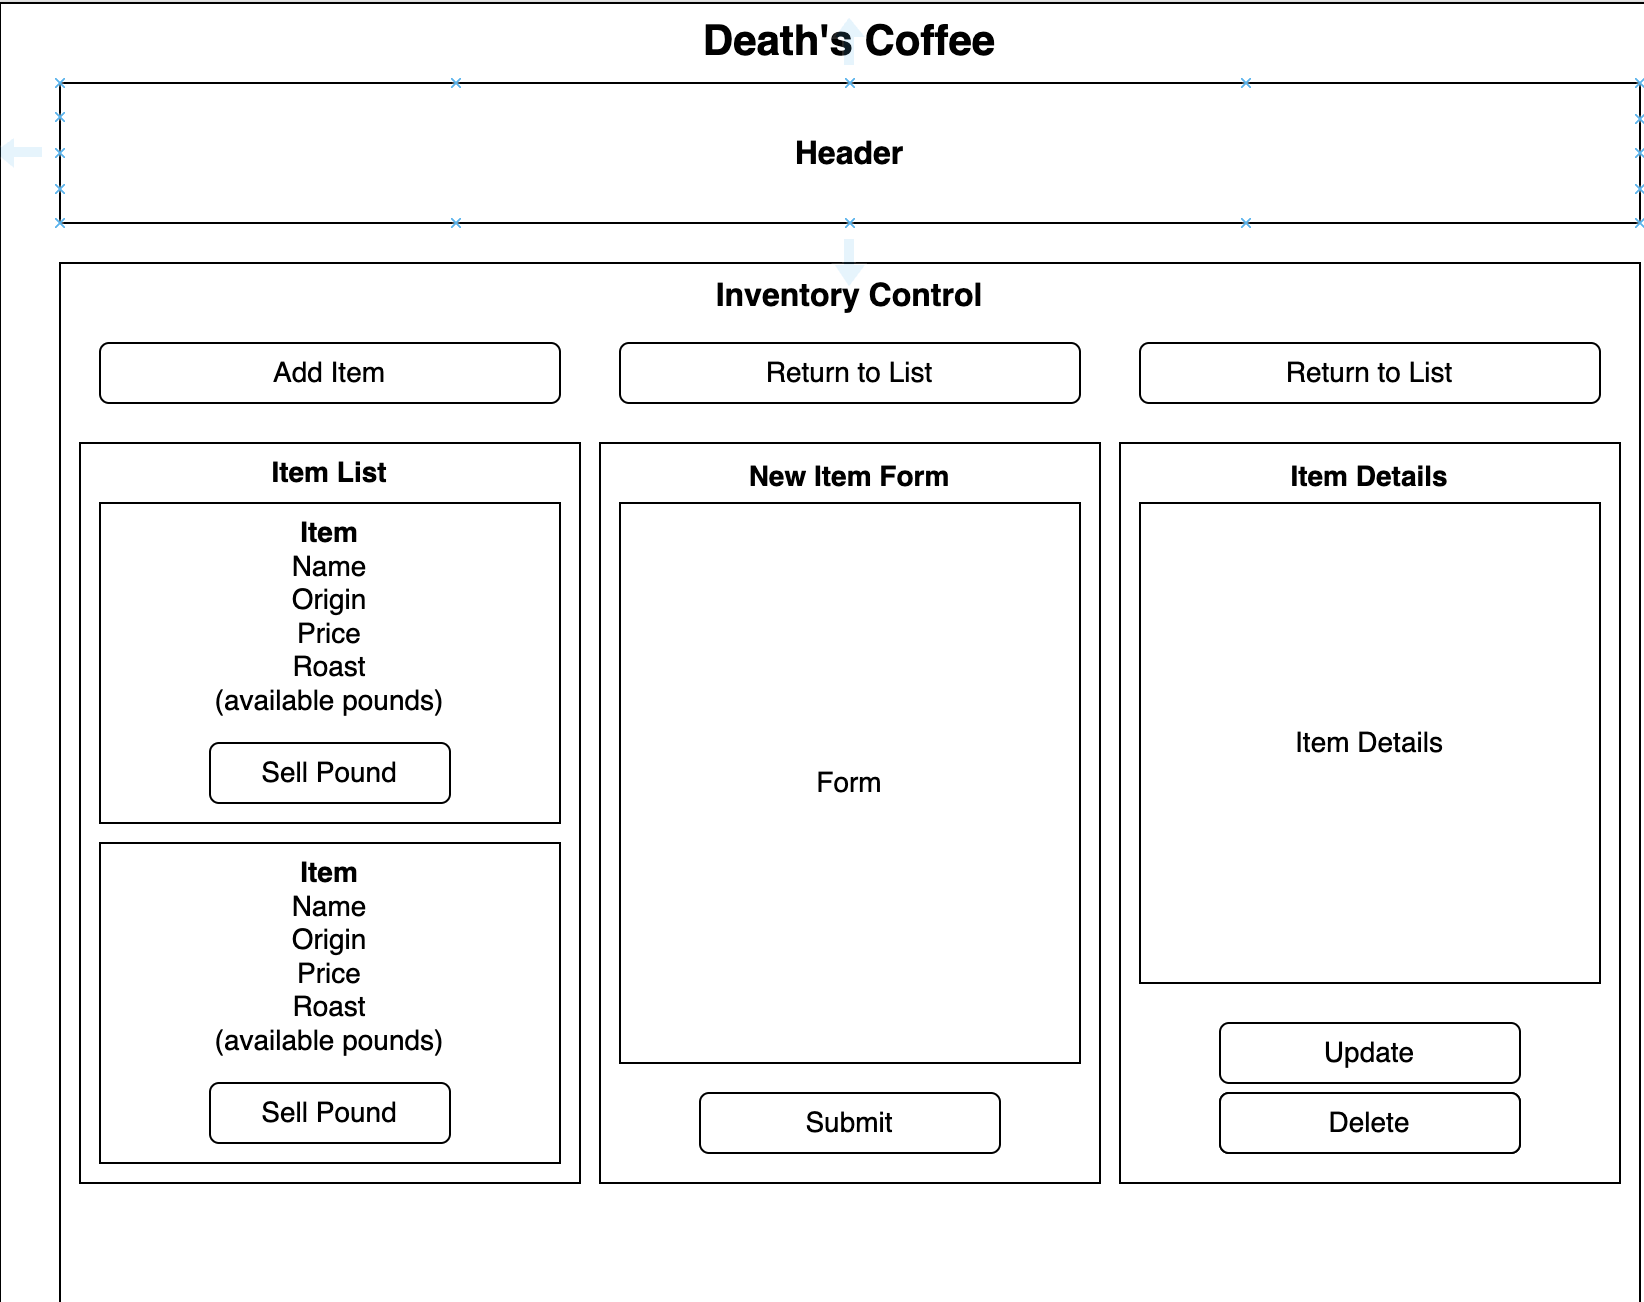 Death's Coffee
Header
Inventory Control
Add Item
Return to List
Return to List
Item List
Item
Name
Origin
Price
Roast
(available pounds)
Sell Pound
Item
Name
Origin
Price
Roast
(available pounds)
Sell Pound
New Item Form
Form
Submit
Item Details
Item Details
Update
Delete